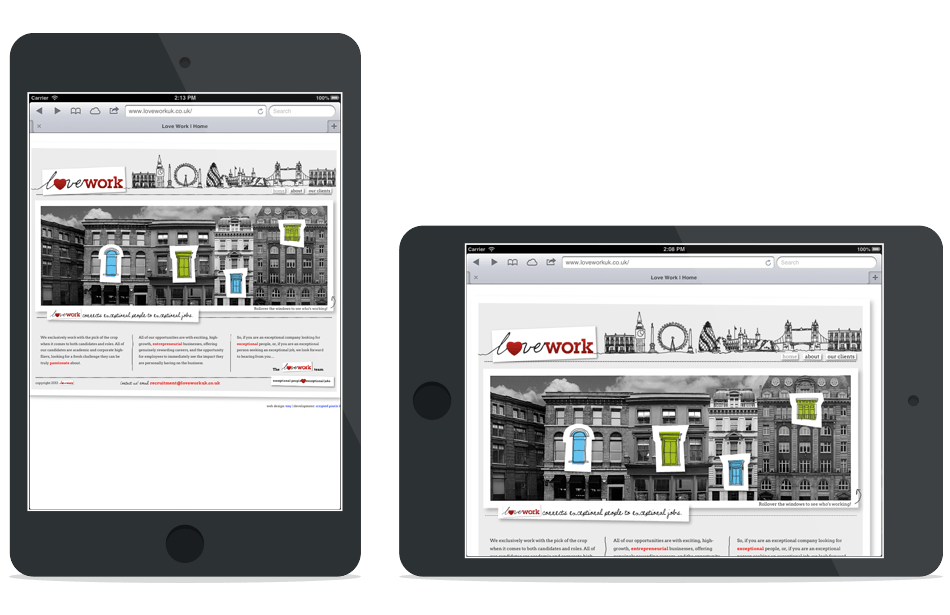 Carrier 2:13 PM 100%
www.loveworkuk.co.uk/ Search
Love Work | Home
lovework
home about our clients
Rollover the windows to see who's working!
lovework connects exceptional people to exceptional jobs.
We exclusively work with the pick of the crop
when it comes to both candidates and roles. All of
our candidates are academic and corporate high-
fliers, looking for a fresh challenge they can be
truly passionate about.
All of our opportunities are with exciting, high-
growth, entrepreneurial businesses, offering
genuinely rewarding careers, and the opportunity
for employees to immediately see the impact they
are personally having on the business.
So, if you are an exceptional company looking for
exceptional people, or, if you are an exceptional
person seeking an exceptional job, we look forward
to hearing from you...
The lovework team
copyright 2013 lovework
contact us: email recruitment@loveworkuk.co.uk
exceptional people exceptional jobs
Carrier 2:08 PM 100%
www.loveworkuk.co.uk/ Search
Love Work | Home
lovework
home about our clients
Rollover the windows to see who's working!
lovework connects exceptional people to exceptional jobs.
We exclusively work with the pick of the crop
when it comes to both candidates and roles. All of
All of our opportunities are with exciting, high-
growth, entrepreneurial businesses, offering
So, if you are an exceptional company looking for
exceptional people, or, if you are an exceptional